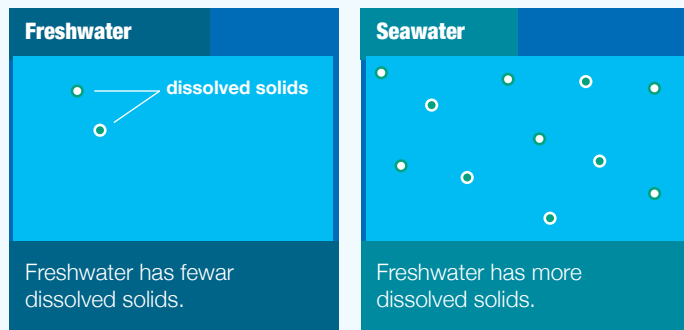 Freshwater
dissolved solids
Freshwater has fewar
dissolved solids.
Seawater
Freshwater has more
dissolved solids.